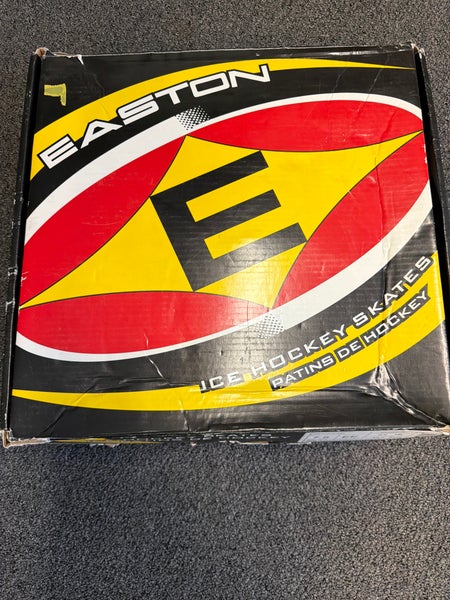 EASTON
E
ICE HOCKEY SKATES
PATINS DE HOCKEY